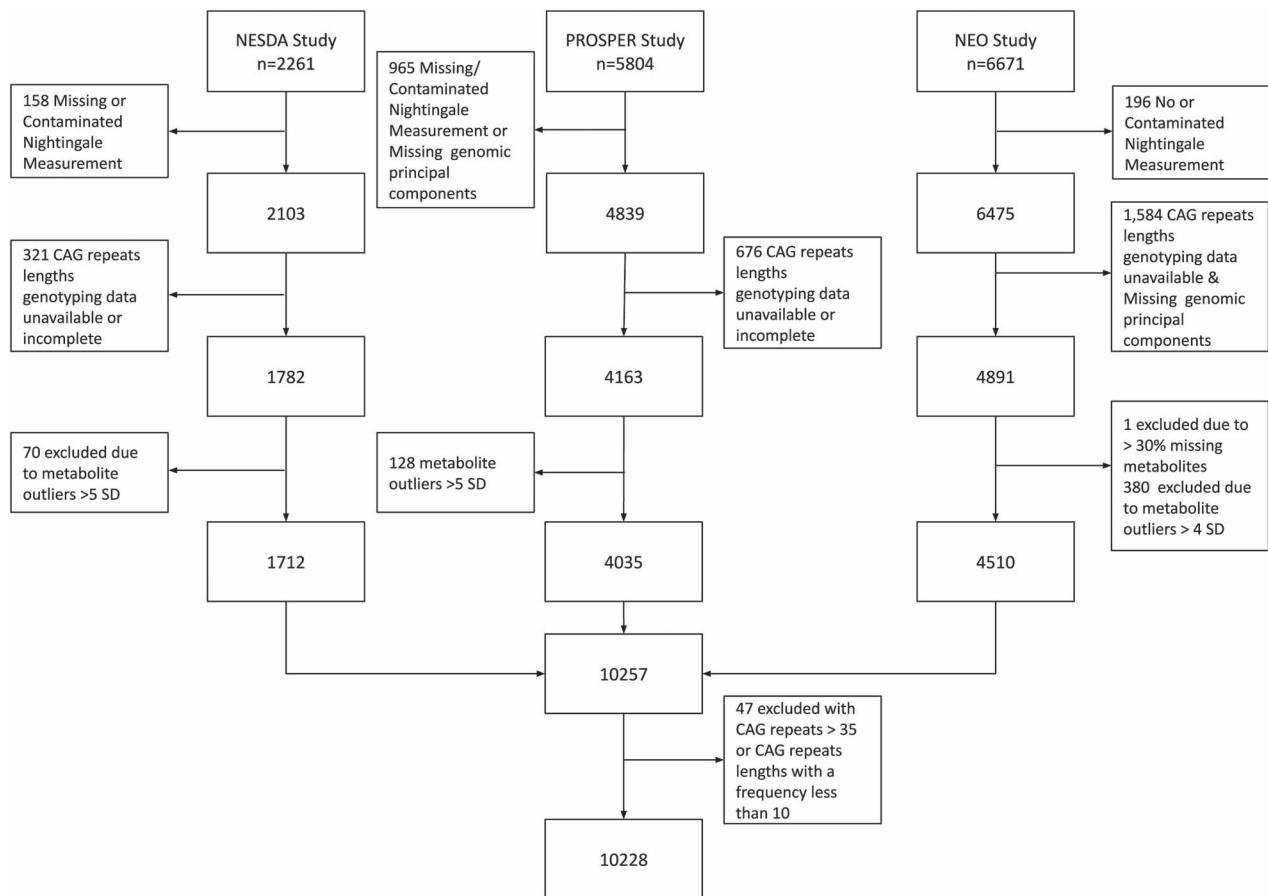 NESDA Study
n=2261
PROSPER Study
n=5804
NEO Study
n=6671
158 Missing or
Contaminated
Nightingale
Measurement
965 Missing/
Contaminated
Nightingale
Measurement or
Missing genomic
principal
components
196 No or
Contaminated
Nightingale
Measurement
2103
4839
6475
321 CAG repeats
lengths
genotyping data
unavailable or
incomplete
676 CAG repeats
lengths
genotyping data
unavailable or
incomplete
1,584 CAG repeats
lengths
genotyping data
unavailable &
Missing genomic
principal
components
1782
4163
4891
70 excluded due
to metabolite
outliers >5 SD
128 metabolite
outliers >5 SD
1 excluded due to
> 30% missing
metabolites
380 excluded due
to metabolite
outliers > 4 SD
1712
4035
4510
10257
47 excluded with
CAG repeats > 35
or CAG repeats
lengths with a
frequency less
than 10
10228